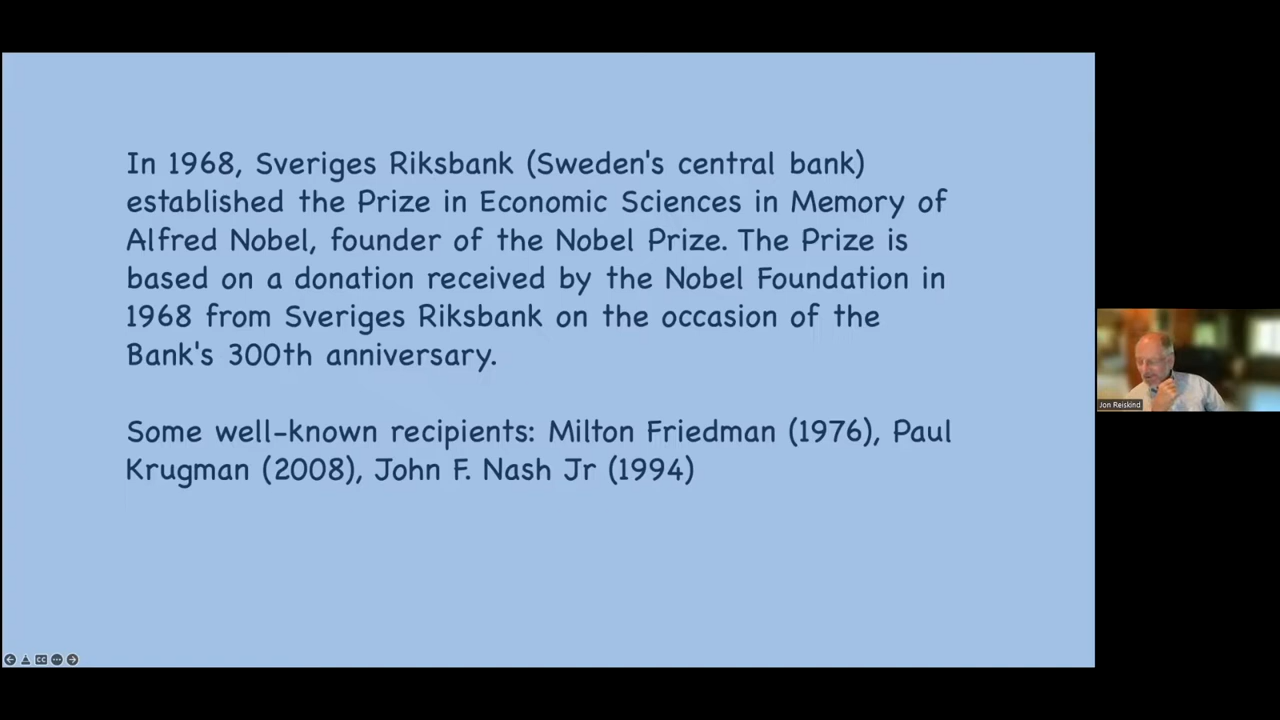 In 1968, Sveriges Riksbank (Sweden's central bank)
established the Prize in Economic Sciences in Memory of
Alfred Nobel, founder of the Nobel Prize. The Prize is
based on a donation received by the Nobel Foundation in
1968 from Sveriges Riksbank on the occasion of the
Bank's 300th anniversary.
Some well-known recipients: Milton Friedman (1976), Paul
Krugman (2008), John F. Nash Jr (1994)
Jon Reiskind
CC